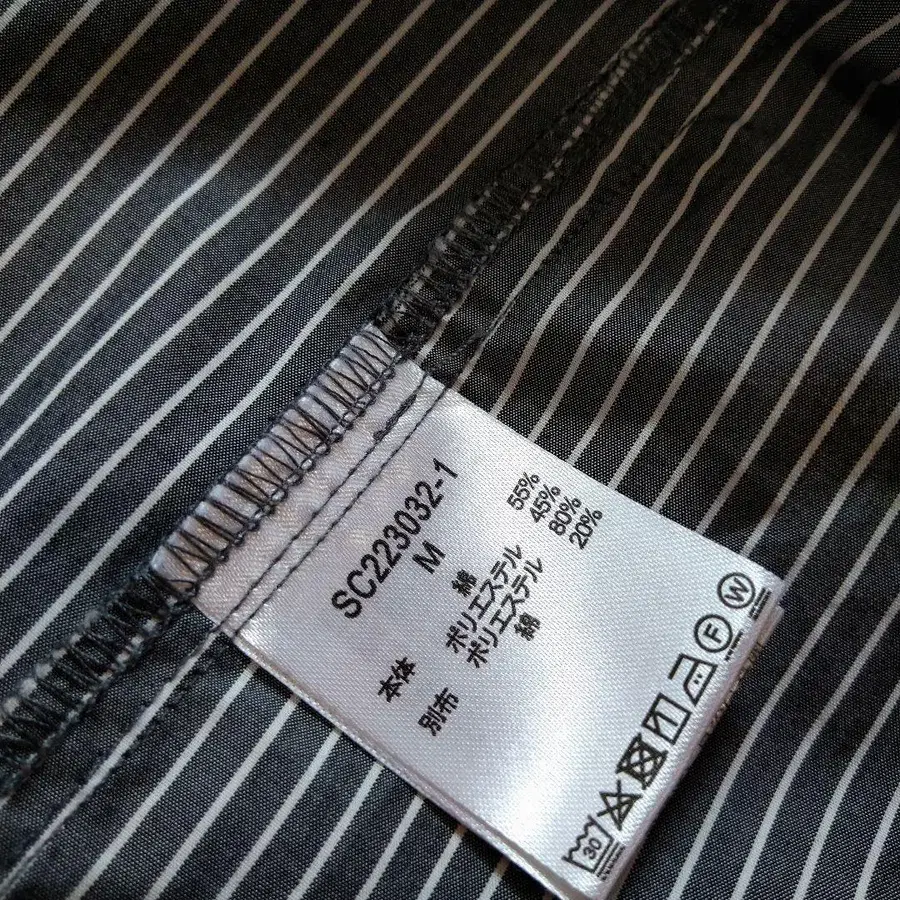 SC223032-1
M
本体 綿 55%
ポリエステル 45%
別布 ポリエステル 80%
綿 20%
30 F W